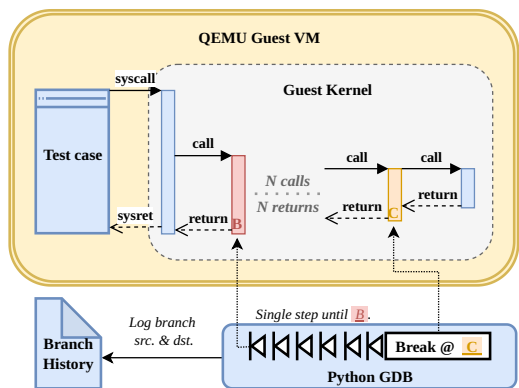 QEMU Guest VM
syscall
Guest Kernel
Test case
call
call
call
N calls
N returns
B
C
sysret
return
return
return
Single step until B.
Log branch
src. & dst.
Branch
History
Break @ C
Python GDB